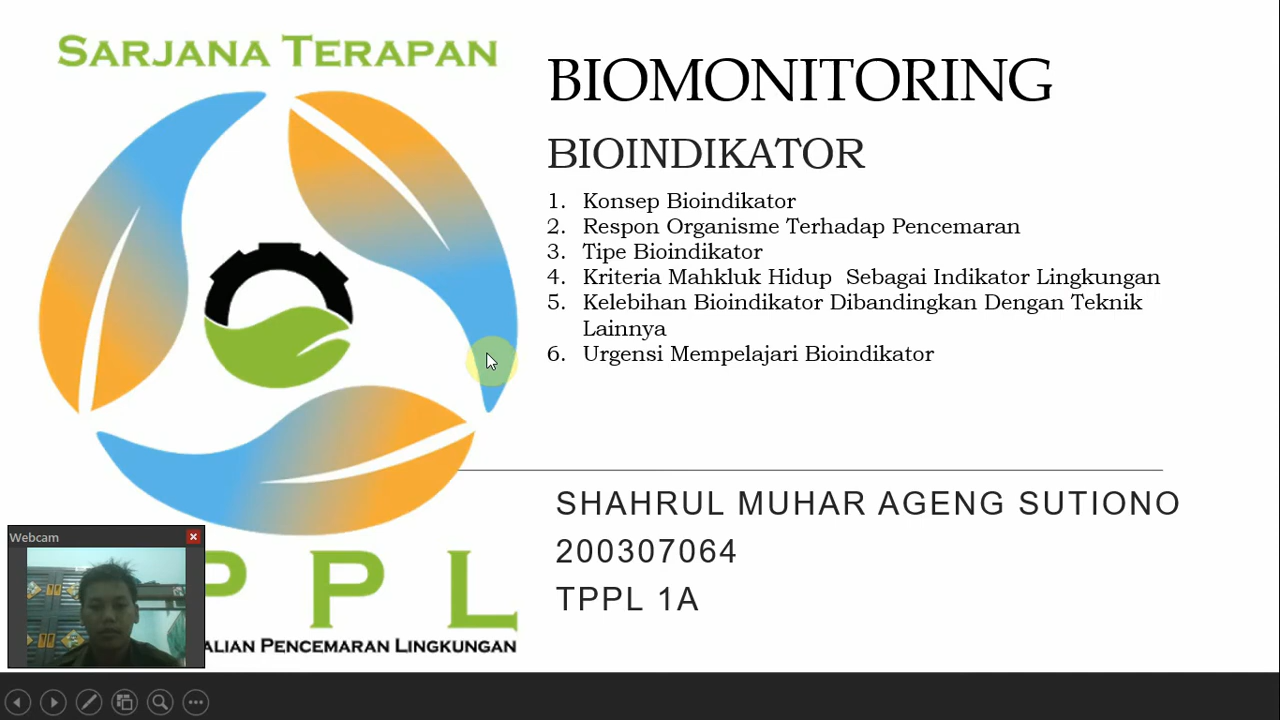 SARJANA TERAPAN
BIOMONITORING
BIOINDIKATOR
1. Konsep Bioindikator
2. Respon Organisme Terhadap Pencemaran
3. Tipe Bioindikator
4. Kriteria Mahkluk Hidup Sebagai Indikator Lingkungan
5. Kelebihan Bioindikator Dibandingkan Dengan Teknik
Lainnya
6. Urgensi Mempelajari Bioindikator
SHAHRUL MUHAR AGENG SUTIONO
200307064
TPPL 1A
Webcam
P P L
ALIAN PENCEMARAN LINGKUNGAN